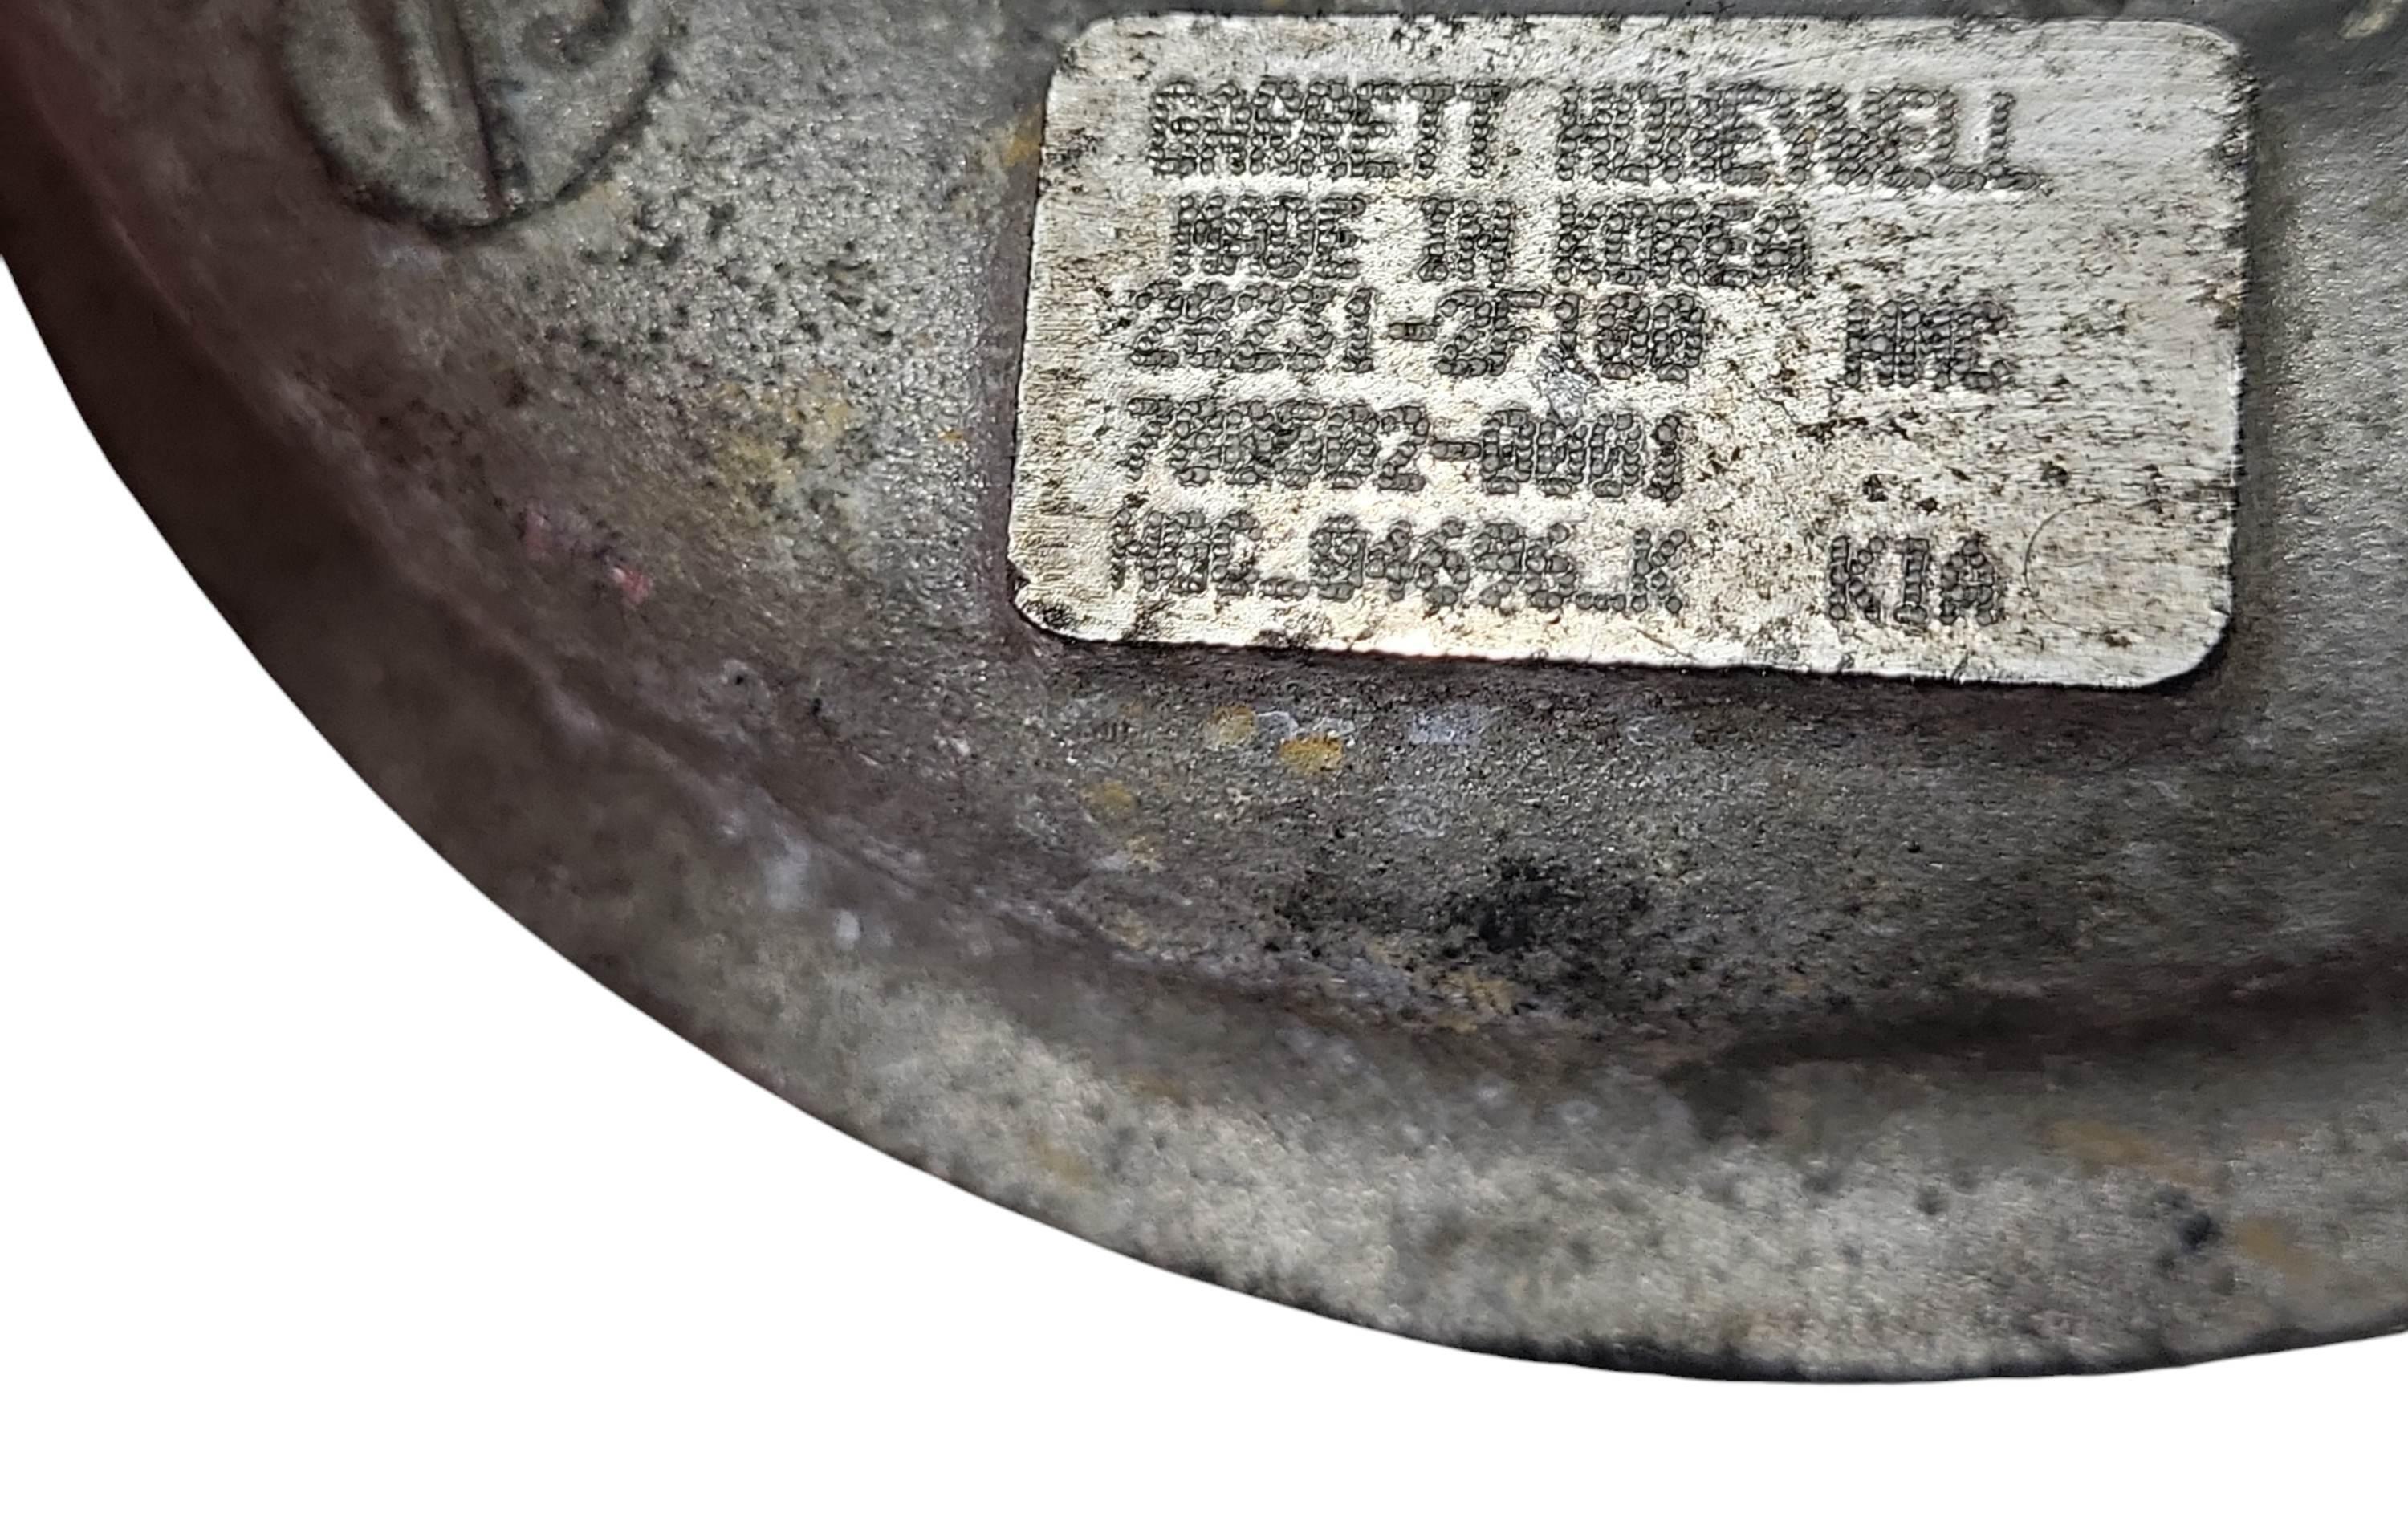 GARRETT HONEYWELL
MADE IN KOREA
28231-2F100 HMC
780502-0001
KIA